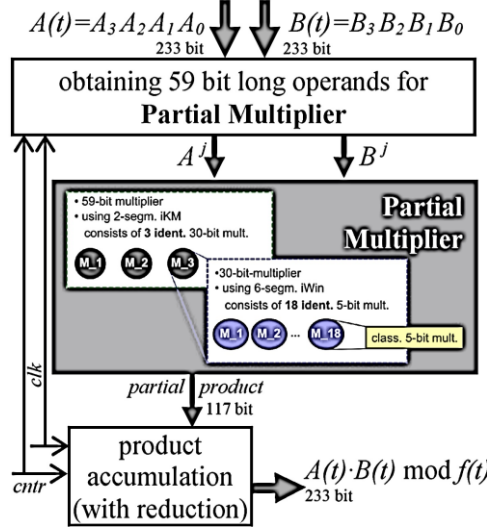 A(t)=A₃A₂A₁A₀
B(t)=B₃B₂B₁B₀
233 bit
233 bit
obtaining 59 bit long operands for
Partial Multiplier
A^j
B^j
Partial
Multiplier
• 59-bit multiplier
• using 2-segm. iKM
consists of 3 ident. 30-bit mult.
M_1 M_2 M_3
•30-bit-multiplier
• using 6-segm. iWin
consists of 18 ident. 5-bit mult.
M_1 M_2 ... M_18
class. 5-bit mult.
clk
cntr
partial product
117 bit
product
accumulation
(with reduction)
A(t)·B(t) mod f(t)
233 bit